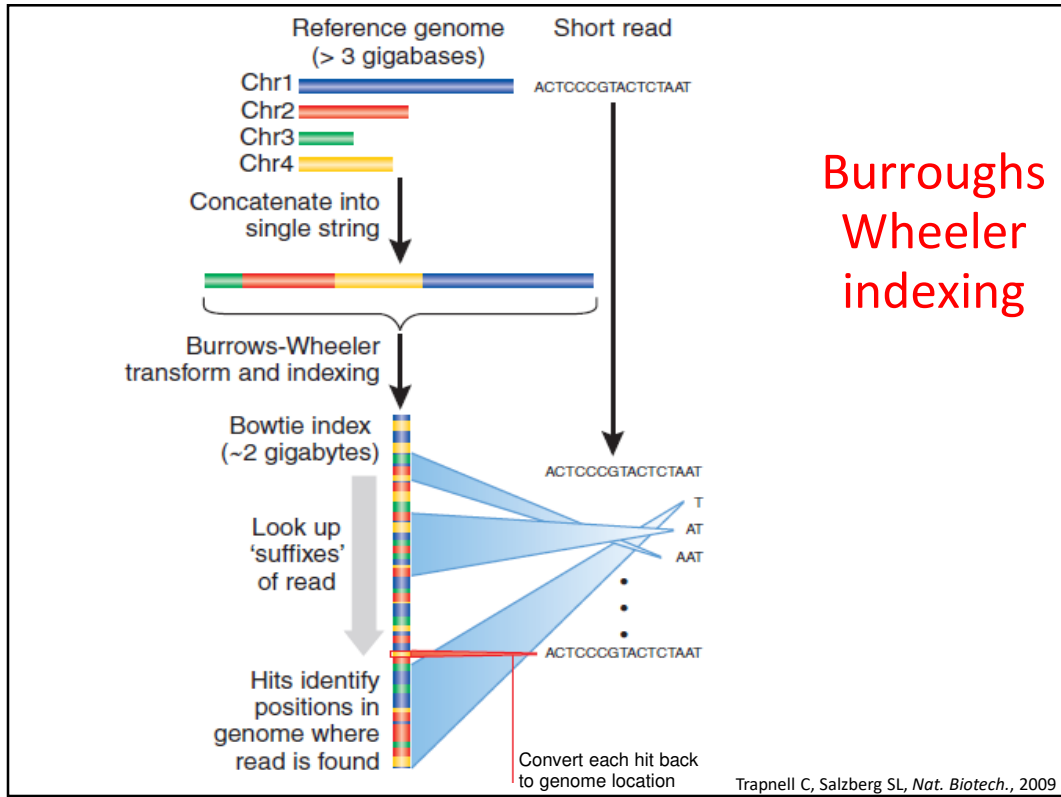 Reference genome
(> 3 gigabases)
Short read
Chr1
ACTCCCGTACTCTAAT
Chr2
Chr3
Chr4
Concatenate into
single string
Burroughs
Wheeler
indexing
Burrows-Wheeler
transform and indexing
Bowtie index
(~2 gigabytes)
ACTCCCGTACTCTAAT
T
AT
AAT
Look up
‘suffixes’
of read
ACTCCCGTACTCTAAT
Hits identify
positions in
genome where
read is found
Convert each hit back
to genome location
Trapnell C, Salzberg SL, Nat. Biotech., 2009